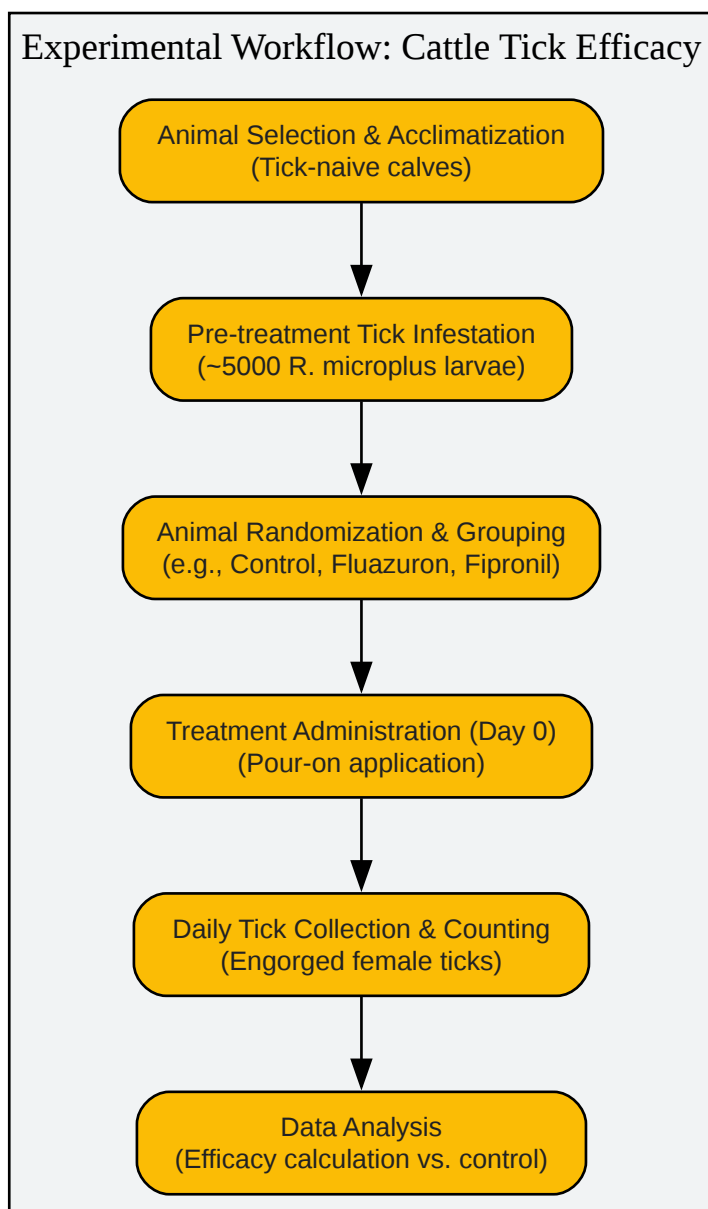 Experimental Workflow: Cattle Tick Efficacy
Animal Selection & Acclimatization
(Tick-naive calves)
Pre-treatment Tick Infestation
(~5000 R. microplus larvae)
Animal Randomization & Grouping
(e.g., Control, Fluazuron, Fipronil)
Treatment Administration (Day 0)
(Pour-on application)
Daily Tick Collection & Counting
(Engorged female ticks)
Data Analysis
(Efficacy calculation vs. control)